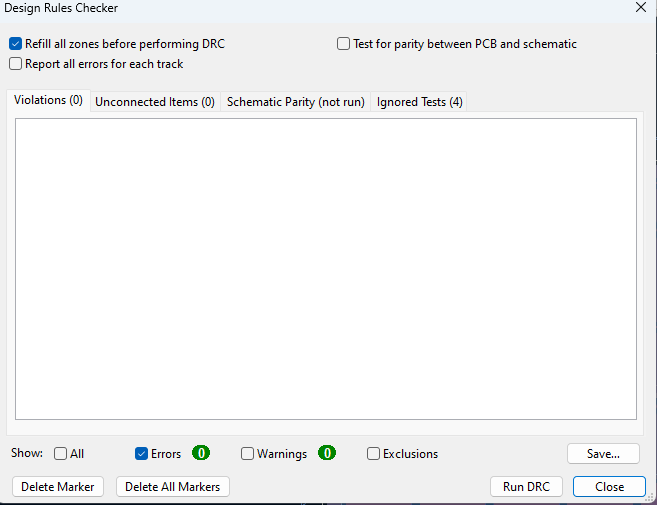 Design Rules Checker
Refill all zones before performing DRC
Test for parity between PCB and schematic
Report all errors for each track
Violations (0)
Unconnected Items (0)
Schematic Parity (not run)
Ignored Tests (4)
Show:
All
Errors
0
Warnings
0
Exclusions
Save...
Delete Marker
Delete All Markers
Run DRC
Close